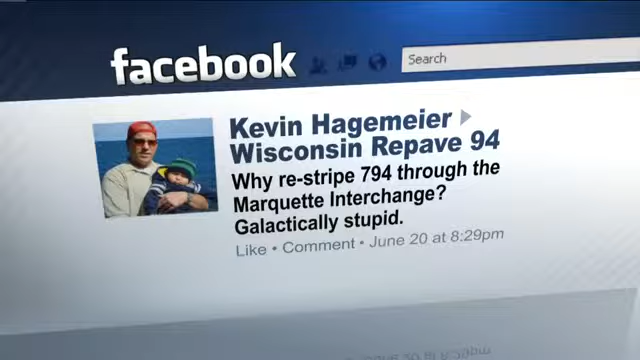 facebook
Search
Kevin Hagemeier
Wisconsin Repave 94
Why re-stripe 794 through the
Marquette Interchange?
Galactically stupid.
Like • Comment • June 20 at 8:29pm